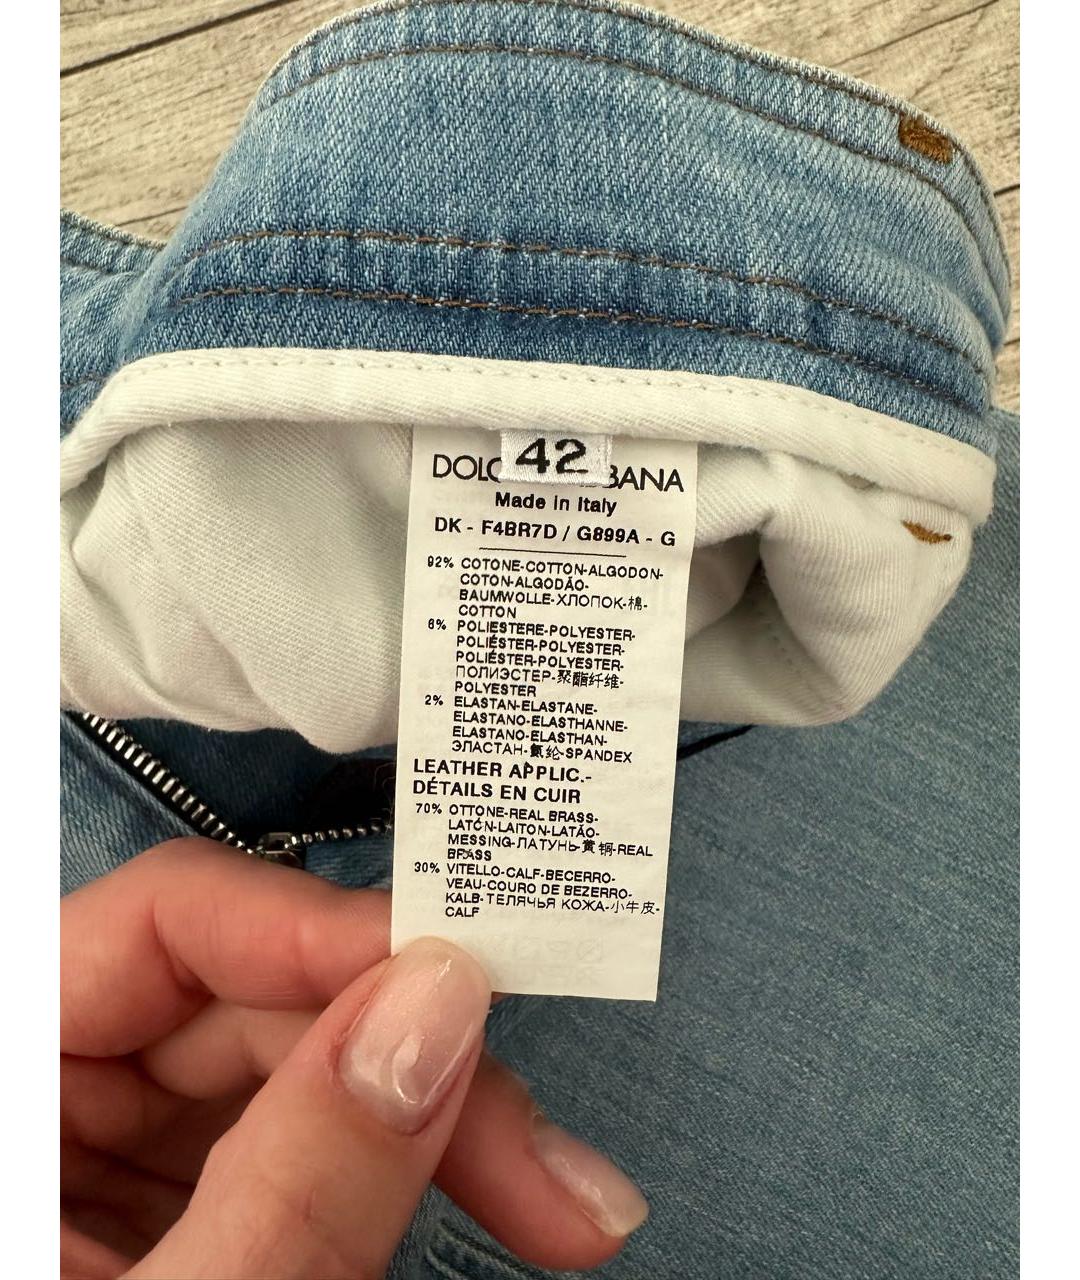 42
DOLC BANA
Made in Italy
DK - F4BR7D / G899A - G
92% COTONE-COTTON-ALGODON-
COTON-ALGODÃO-
BAUMWOLLE-ХЛОПОК-棉-
COTTON
6% POLIESTERE-POLYESTER-
POLIÉSTER-POLYESTER-
POLIÉSTER-POLYESTER-
ПОЛИЭСТЕР-聚酯纤维-
POLYESTER
2% ELASTAN-ELASTANE-
ELASTANO-ELASTHANNE-
ELASTANO-ELASTHAN-
ЭЛАСТАН-氨纶-SPANDEX
LEATHER APPLIC.-
DÉTAILS EN CUIR
70% OTTONE-REAL BRASS-
LATÓN-LAITON-LATÃO-
MESSING-ЛАТУНЬ-黄铜-REAL
BRASS
30% VITELLO-CALF-BECERRO-
VEAU-COURO DE BEZERRO-
KALB-ТЕЛЯЧЬЯ КОЖА-小牛皮-
CALF